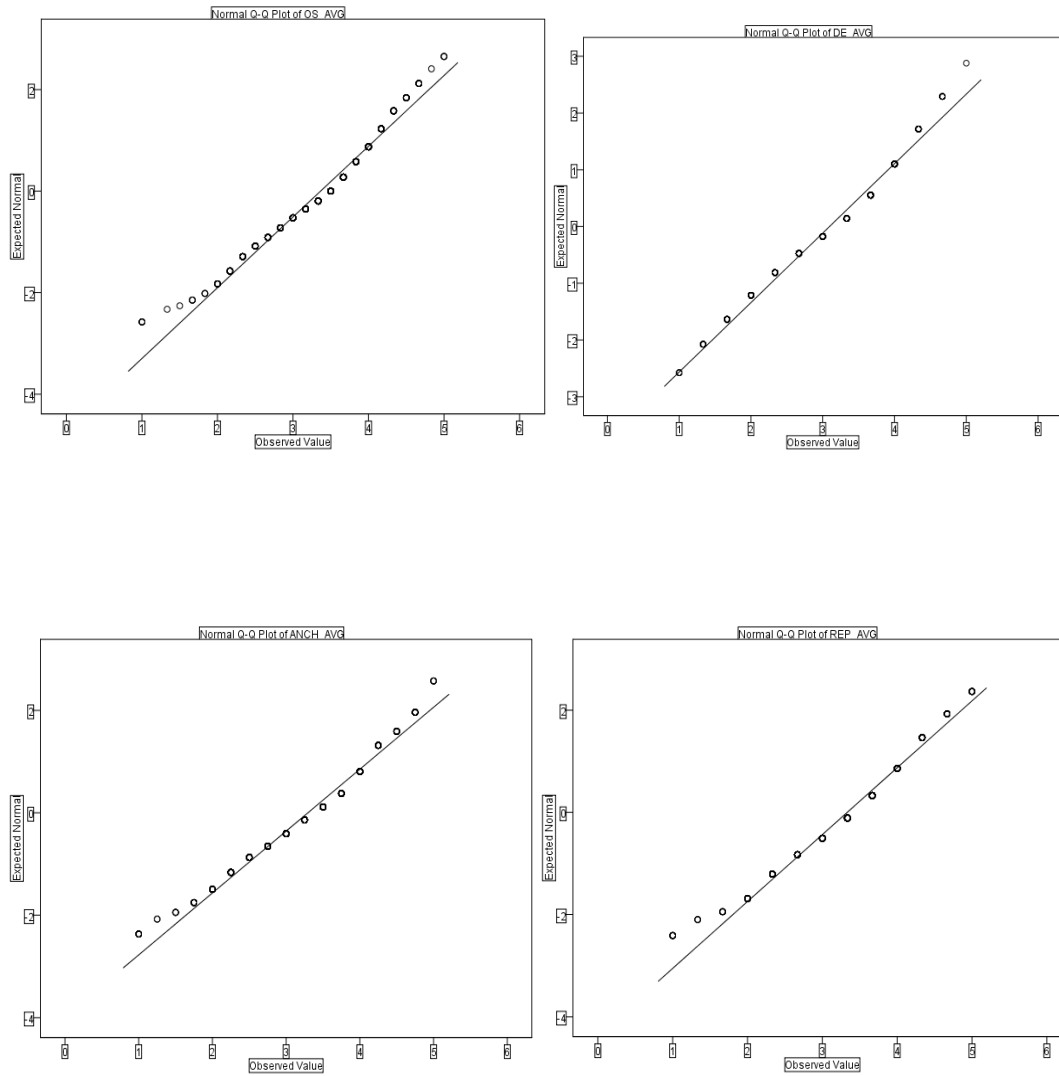 Normal Q-Q Plot of OS_AVG
Expected Normal
2
0
-2
-4
0 1 2 3 4 5 6
Observed Value
Normal Q-Q Plot of DE_AVG
Expected Normal
3
2
1
0
-1
-2
-3
0 1 2 3 4 5 6
Observed Value
Normal Q-Q Plot of ANCH_AVG
Expected Normal
2
0
-2
-4
0 1 2 3 4 5 6
Observed Value
Normal Q-Q Plot of REP_AVG
Expected Normal
2
0
-2
-4
0 1 2 3 4 5 6
Observed Value